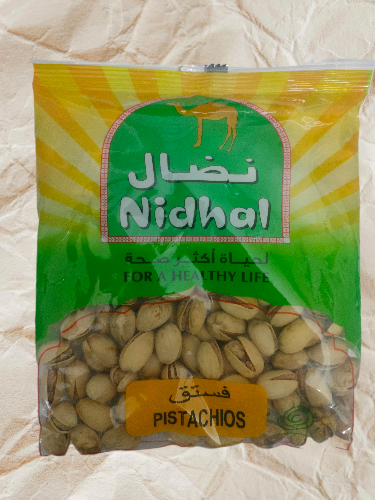 نضال
Nidhal
لحياة أكثر صحة
FOR A HEALTHY LIFE
فستق
PISTACHIOS